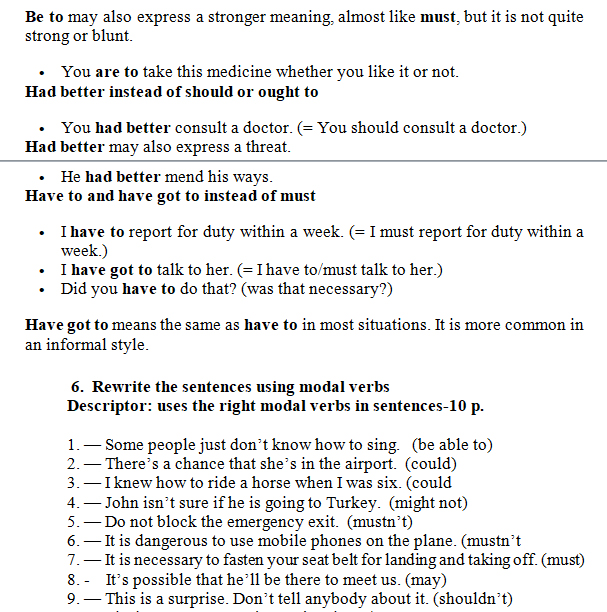 Be to may also express a stronger meaning, almost like must, but it is not quite
strong or blunt.
• You are to take this medicine whether you like it or not.
Had better instead of should or ought to
• You had better consult a doctor. (= You should consult a doctor.)
Had better may also express a threat.
• He had better mend his ways.
Have to and have got to instead of must
• I have to report for duty within a week. (= I must report for duty within a
week.)
• I have got to talk to her. (= I have to/must talk to her.)
• Did you have to do that? (was that necessary?)
Have got to means the same as have to in most situations. It is more common in
an informal style.
6. Rewrite the sentences using modal verbs
Descriptor: uses the right modal verbs in sentences-10 p.
1. — Some people just don’t know how to sing. (be able to)
2. — There’s a chance that she’s in the airport. (could)
3. — I knew how to ride a horse when I was six. (could
4. — John isn’t sure if he is going to Turkey. (might not)
5. — Do not block the emergency exit. (mustn’t)
6. — It is dangerous to use mobile phones on the plane. (mustn’t
7. — It is necessary to fasten your seat belt for landing and taking off. (must)
8. - It’s possible that he’ll be there to meet us. (may)
9. — This is a surprise. Don’t tell anybody about it. (shouldn’t)